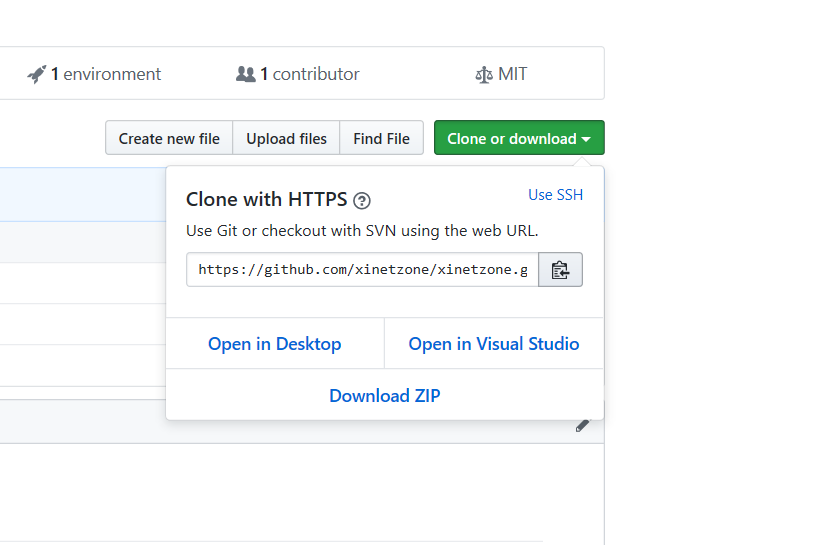 1 environment 1 contributor MIT
Create new file Upload files Find File Clone or download
Clone with HTTPS ? Use SSH
Use Git or checkout with SVN using the web URL.
https://github.com/xinetzone/xinetzone.g
Open in Desktop Open in Visual Studio
Download ZIP